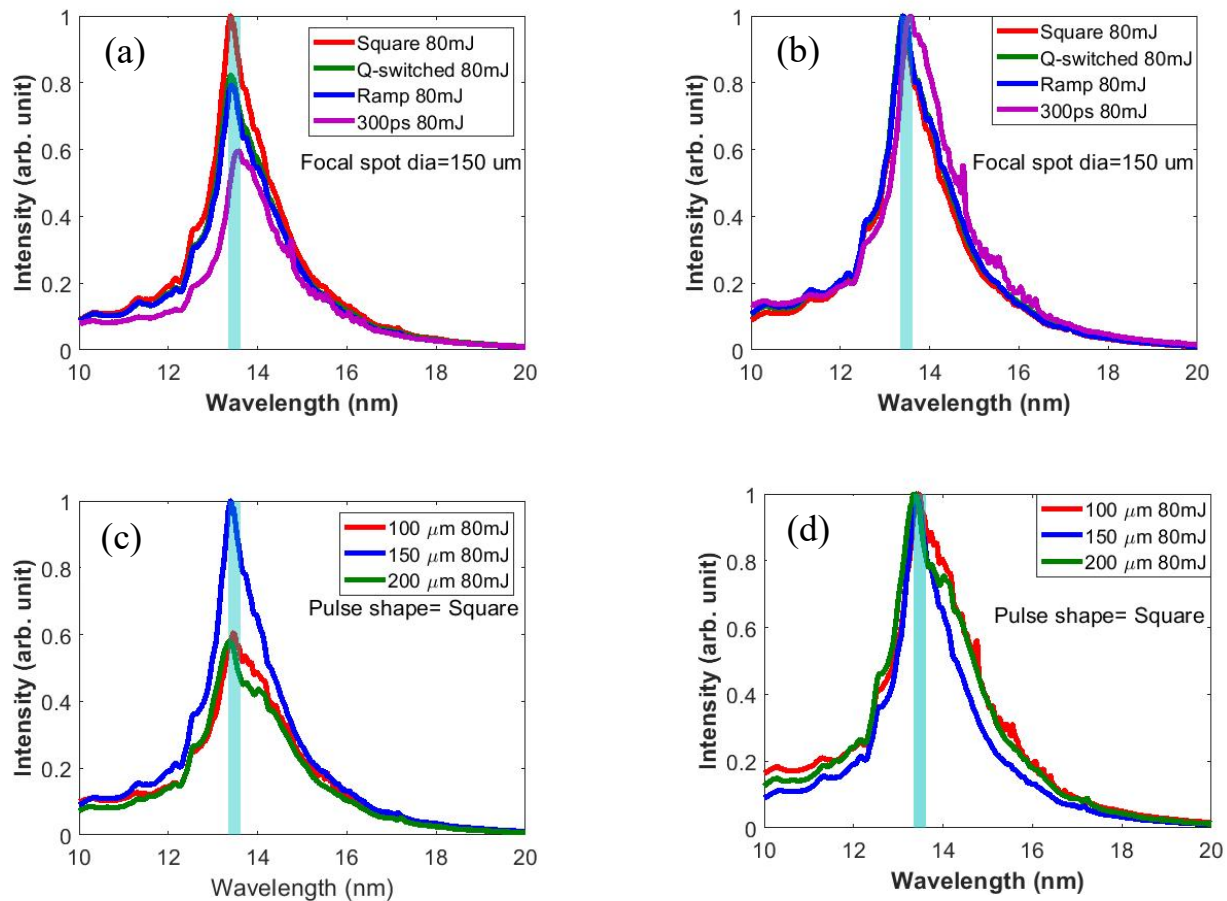 (a)
Square 80mJ
Q-switched 80mJ
Ramp 80mJ
300ps 80mJ
Focal spot dia=150 um
Intensity (arb. unit)
1
0.8
0.6
0.4
0.2
0
10 12 14 16 18 20
Wavelength (nm)
(b)
Square 80mJ
Q-switched 80mJ
Ramp 80mJ
300ps 80mJ
Focal spot dia=150 um
Intensity (arb. unit)
1
0.8
0.6
0.4
0.2
0
10 12 14 16 18 20
Wavelength (nm)
(c)
100 μm 80mJ
150 μm 80mJ
200 μm 80mJ
Pulse shape= Square
Intensity (arb. unit)
1
0.8
0.6
0.4
0.2
0
10 12 14 16 18 20
Wavelength (nm)
(d)
100 μm 80mJ
150 μm 80mJ
200 μm 80mJ
Pulse shape= Square
Intensity (arb. unit)
1
0.8
0.6
0.4
0.2
0
10 12 14 16 18 20
Wavelength (nm)